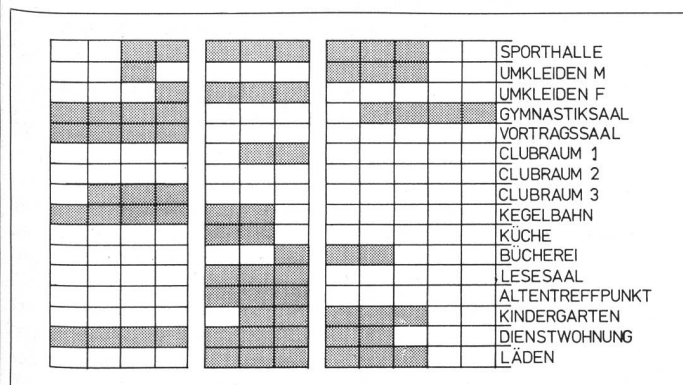 SPORTHALLE
UMKLEIDEN M
UMKLEIDEN F
GYMNASTIKSAAL
VORTRAGSSAAL
CLUBRAUM 1
CLUBRAUM 2
CLUBRAUM 3
KEGELBAHN
KÜCHE
BÜCHEREI
LESESAAL
ALTENTREFFPUNKT
KINDERGARTEN
DIENSTWOHNUNG
LÄDEN